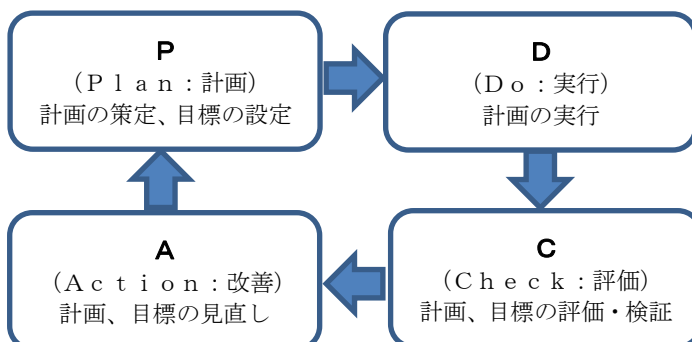 P
（Ｐｌａｎ：計画）
計画の策定、目標の設定
D
（Ｄｏ：実行）
計画の実行
A
（Ａｃｔｉｏｎ：改善）
計画、目標の見直し
C
（Ｃｈｅｃｋ：評価）
計画、目標の評価・検証